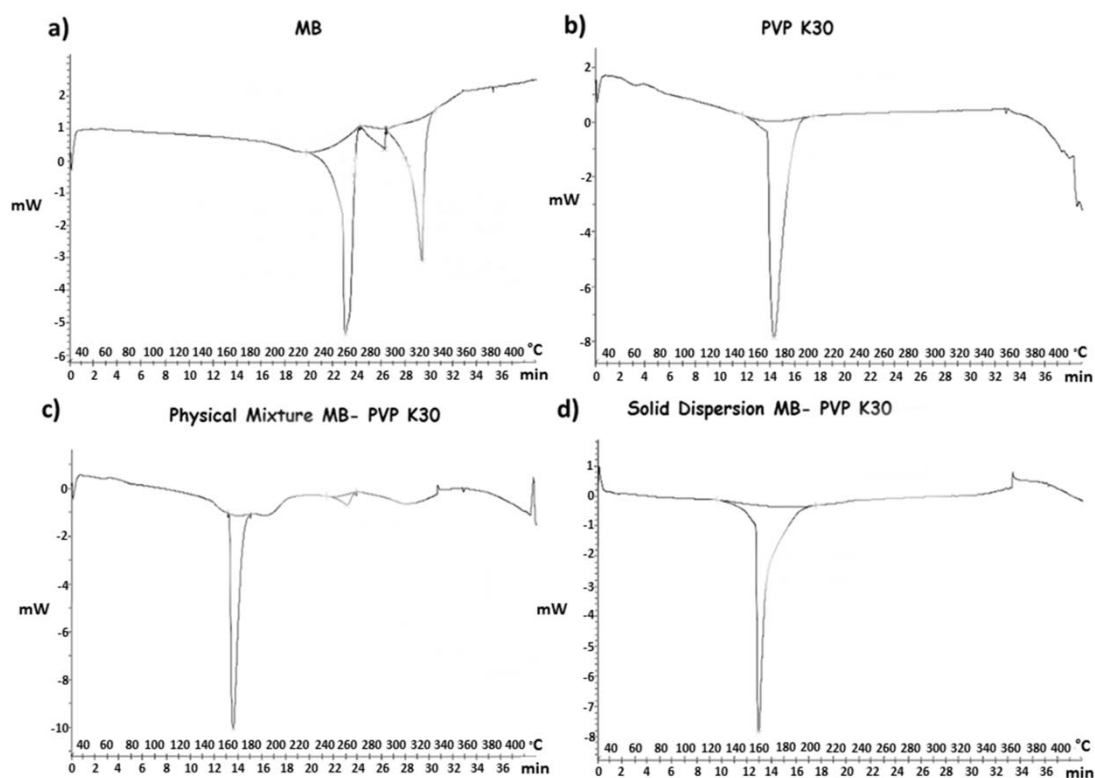 a)
MB
2
1
0
-1
-2
-3
-4
-5
-6
mW
40 60 80 100 120 140 160 180 200 220 240 260 280 300 320 340 360 380 400 °C
0 2 4 6 8 10 12 14 16 18 20 22 24 26 28 30 32 34 36 min
b)
PVP K30
2
0
-2
-4
-6
-8
mW
40 60 80 100 120 140 160 180 200 220 240 260 280 300 320 340 360 380 400 °C
0 2 4 6 8 10 12 14 16 18 20 22 24 26 28 30 32 34 36 min
c)
Physical Mixture MB- PVP K30
0
-2
-4
-6
-8
-10
mW
40 60 80 100 120 140 160 180 200 220 240 260 280 300 320 340 360 380 400 °C
0 2 4 6 8 10 12 14 16 18 20 22 24 26 28 30 32 34 36 min
d)
Solid Dispersion MB- PVP K30
1
0
-1
-2
-3
-4
-5
-6
-7
-8
mW
40 60 80 100 120 140 160 180 200 220 240 260 280 300 320 340 360 380 400 °C
0 2 4 6 8 10 12 14 16 18 20 22 24 26 28 30 32 34 36 min